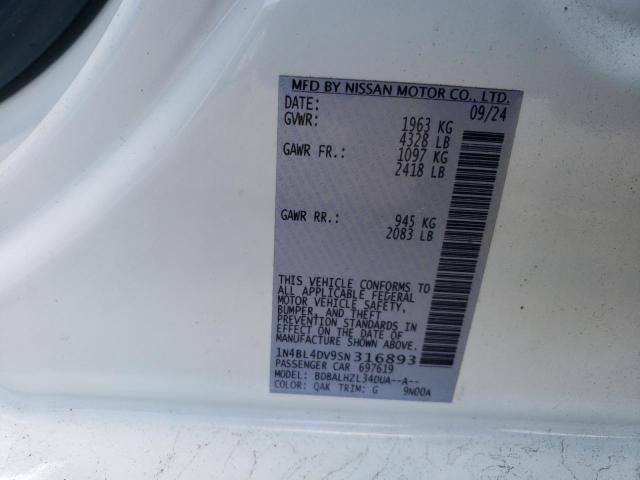 MFD BY NISSAN MOTOR CO., LTD.
DATE: 09/24
GVWR: 1963 KG
4328 LB
GAWR FR.: 1097 KG
2418 LB
GAWR RR.: 945 KG
2083 LB
THIS VEHICLE CONFORMS TO
ALL APPLICABLE FEDERAL
MOTOR VEHICLE SAFETY,
BUMPER, AND THEFT
PREVENTION STANDARDS IN
EFFECT ON THE DATE OF
MANUFACTURE SHOWN ABOVE.
1N4BL4DV9SN316893
PASSENGER CAR 697619
MODEL: BDBALHZL34DUA--A--
COLOR: QAK TRIM: G 9N00A